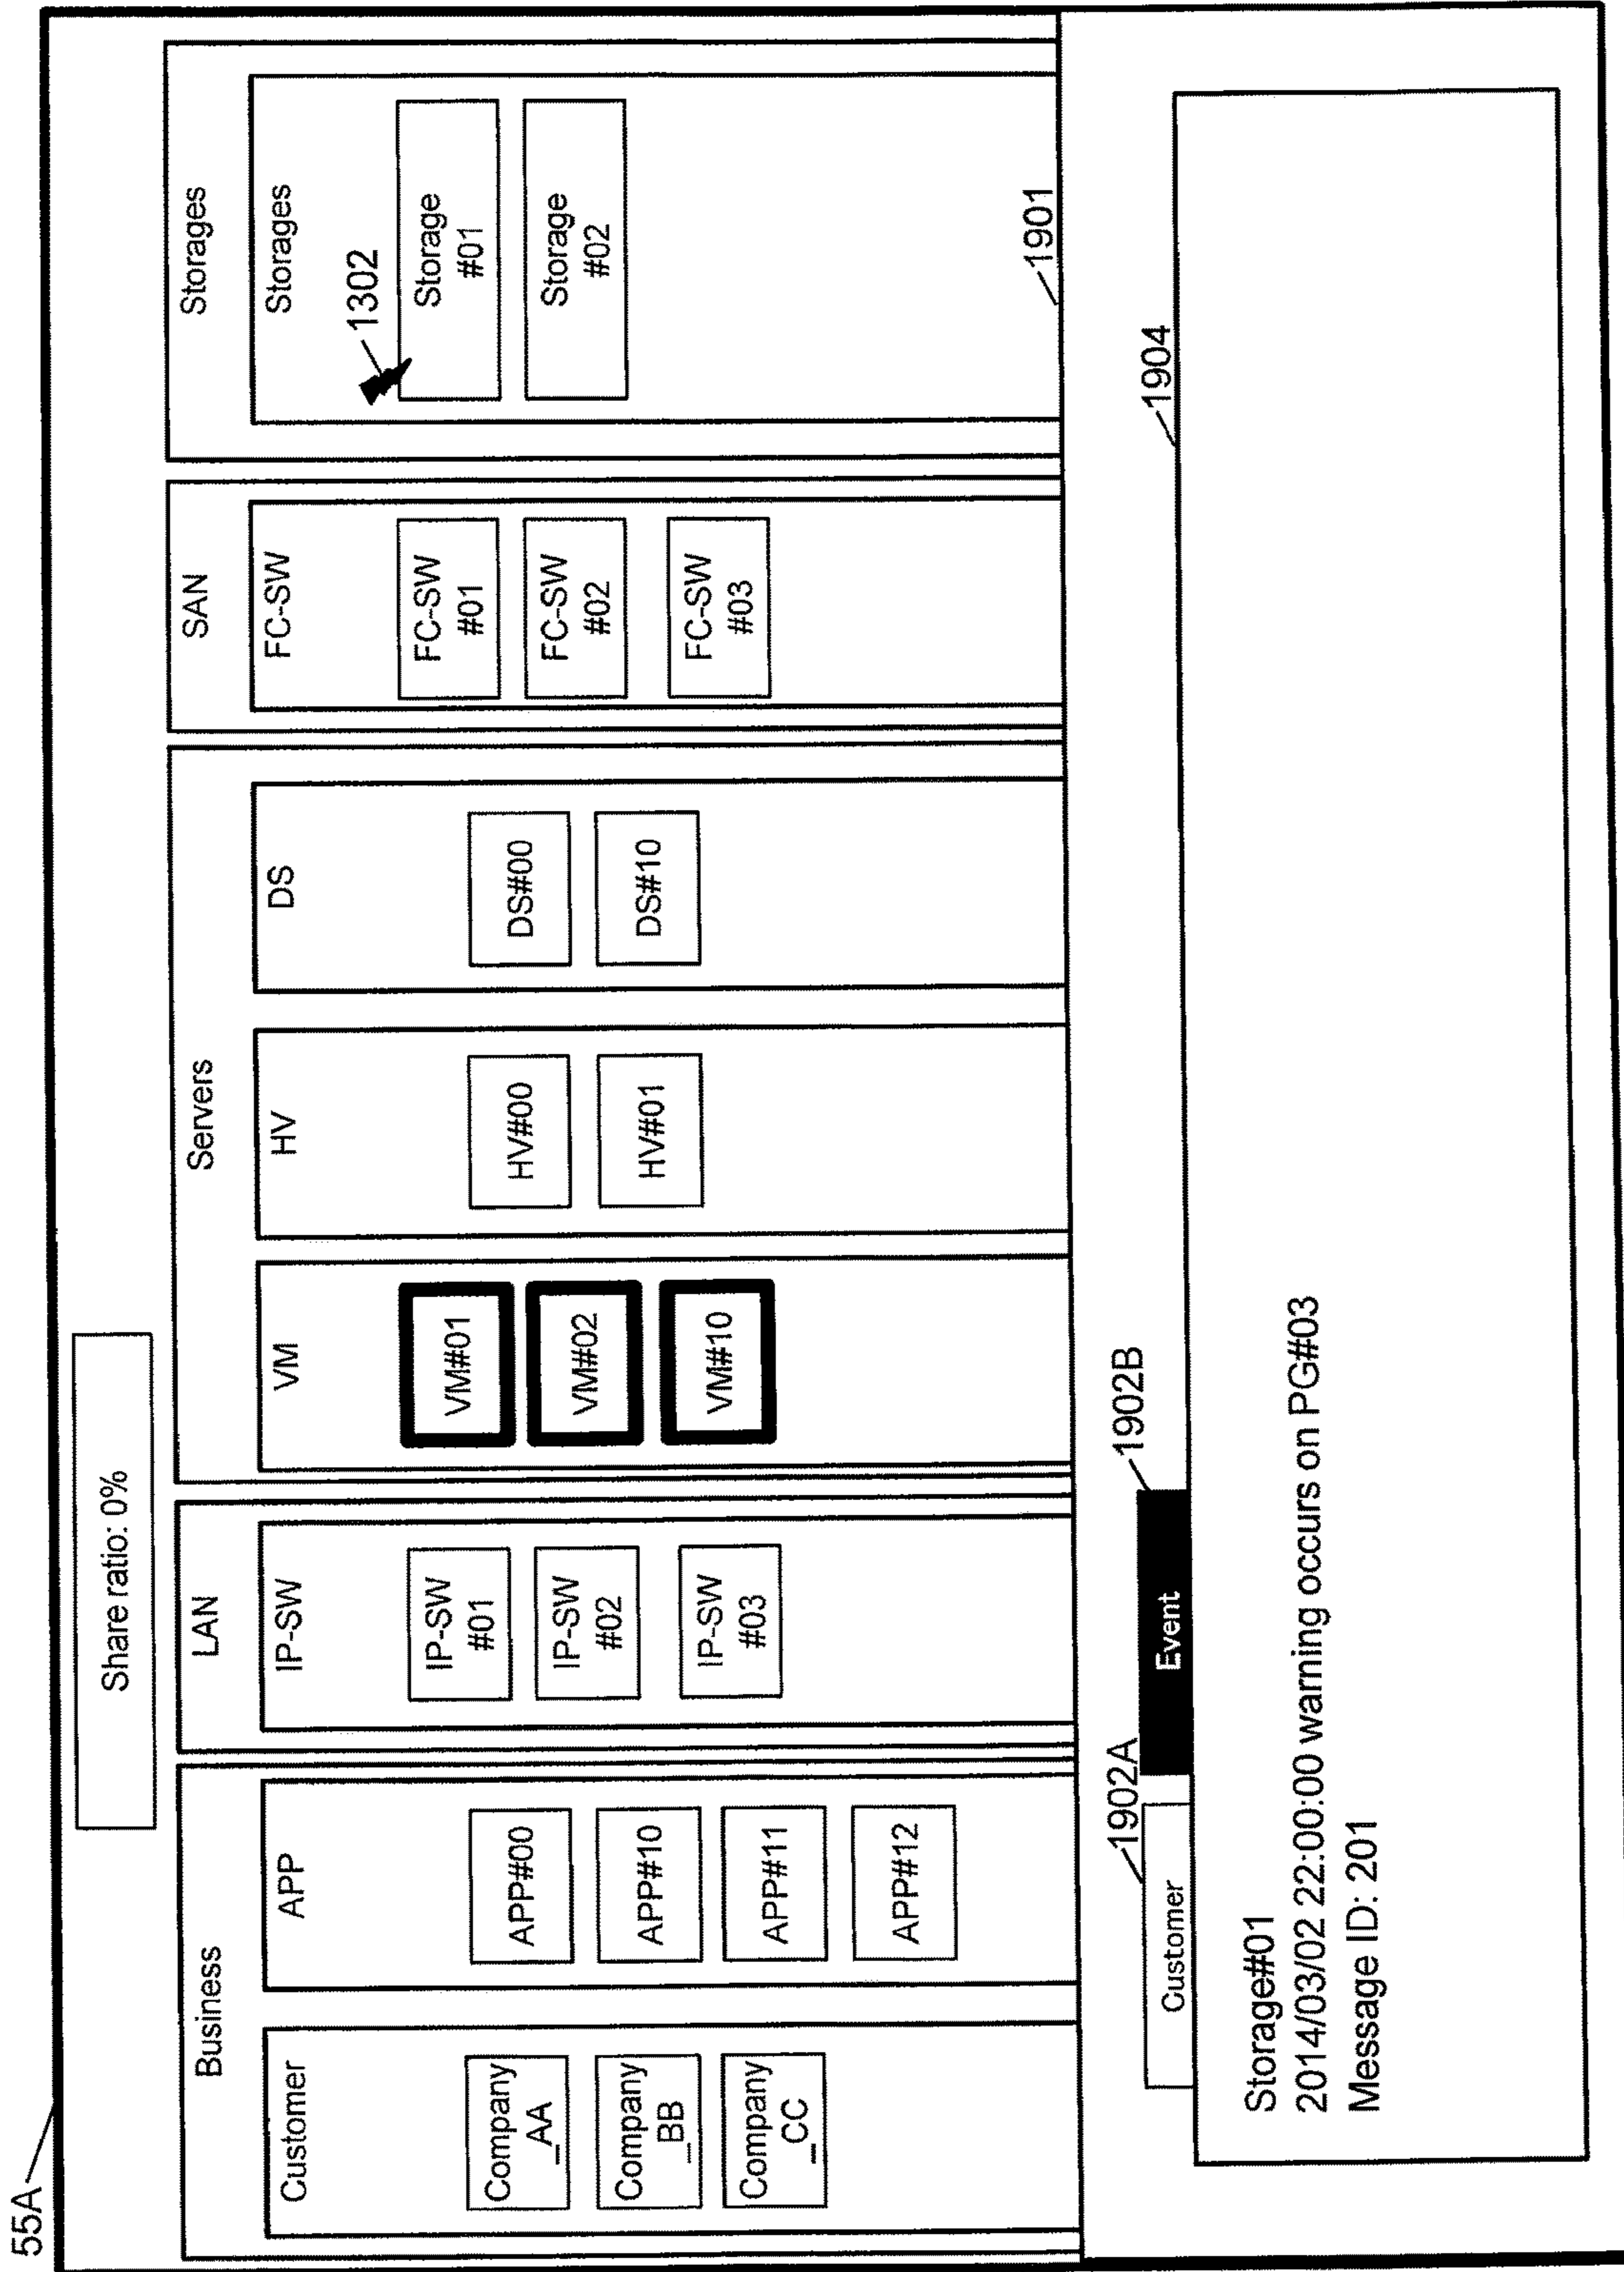 55A
Share ratio: 0%
Business
LAN
Servers
SAN
Storages
Customer
APP
IP-SW
VM
HV
DS
FC-SW
Storages
1302
Company
_AA
Company
_BB
Company
_CC
APP#00
APP#10
APP#11
APP#12
IP-SW
#01
IP-SW
#02
IP-SW
#03
VM#01
VM#02
VM#10
HV#00
HV#01
DS#00
DS#10
FC-SW
#01
FC-SW
#02
FC-SW
#03
Storage
#01
Storage
#02
1901
1902A
1902B
1904
Customer
Event
Storage#01
2014/03/02 22:00:00 warning occurs on PG#03
Message ID: 201